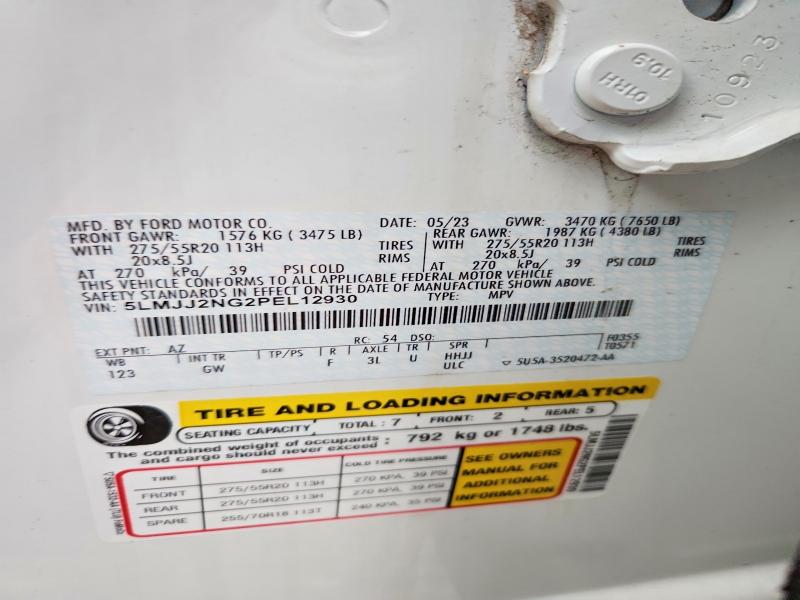 01RH
10.9
10923
MFD. BY FORD MOTOR CO.
DATE: 05/23 GVWR: 3470 KG ( 7650 LB)
FRONT GAWR: 1576 KG ( 3475 LB)
REAR GAWR: 1987 KG ( 4380 LB)
WITH 275/55R20 113H TIRES
WITH 275/55R20 113H TIRES
20x8.5J RIMS
20x8.5J RIMS
AT 270 kPa/ 39 PSI COLD
AT 270 kPa/ 39 PSI COLD
THIS VEHICLE CONFORMS TO ALL APPLICABLE FEDERAL MOTOR VEHICLE
SAFETY STANDARDS IN EFFECT ON THE DATE OF MANUFACTURE SHOWN ABOVE.
VIN: 5LMJJ2NG2PEL12930 TYPE: MPV
EXT PNT: AZ RC: 54 DSO: F0355
T0571
WB INT TR TP/PS R AXLE TR SPR
123 GW F 3L U HHJJ 5U5A-3520472-AA
ULC
TIRE AND LOADING INFORMATION
SEATING CAPACITY TOTAL : 7 FRONT: 2 REAR: 5
The combined weight of occupants
and cargo should never exceed : 792 kg or 1748 lbs.
TIRE SIZE COLD TIRE PRESSURE
FRONT 275/55R20 113H 270 KPA, 39 PSI
REAR 275/55R20 113H 270 KPA, 39 PSI
SPARE 255/70R18 113T 240 KPA, 35 PSI
SEE OWNERS
MANUAL FOR
ADDITIONAL
INFORMATION